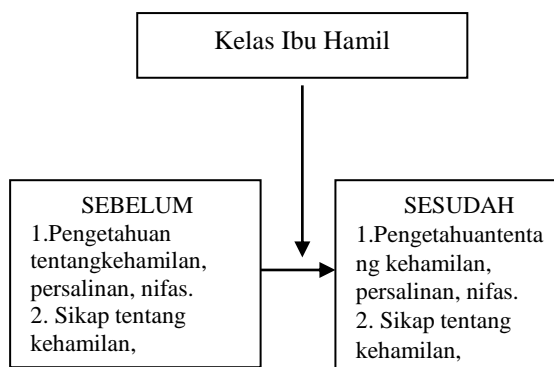 Kelas Ibu Hamil
SEBELUM
1.Pengetahuan
tentangkehamilan,
persalinan, nifas.
2. Sikap tentang
kehamilan,
SESUDAH
1.Pengetahuantenta
ng kehamilan,
persalinan, nifas.
2. Sikap tentang
kehamilan,